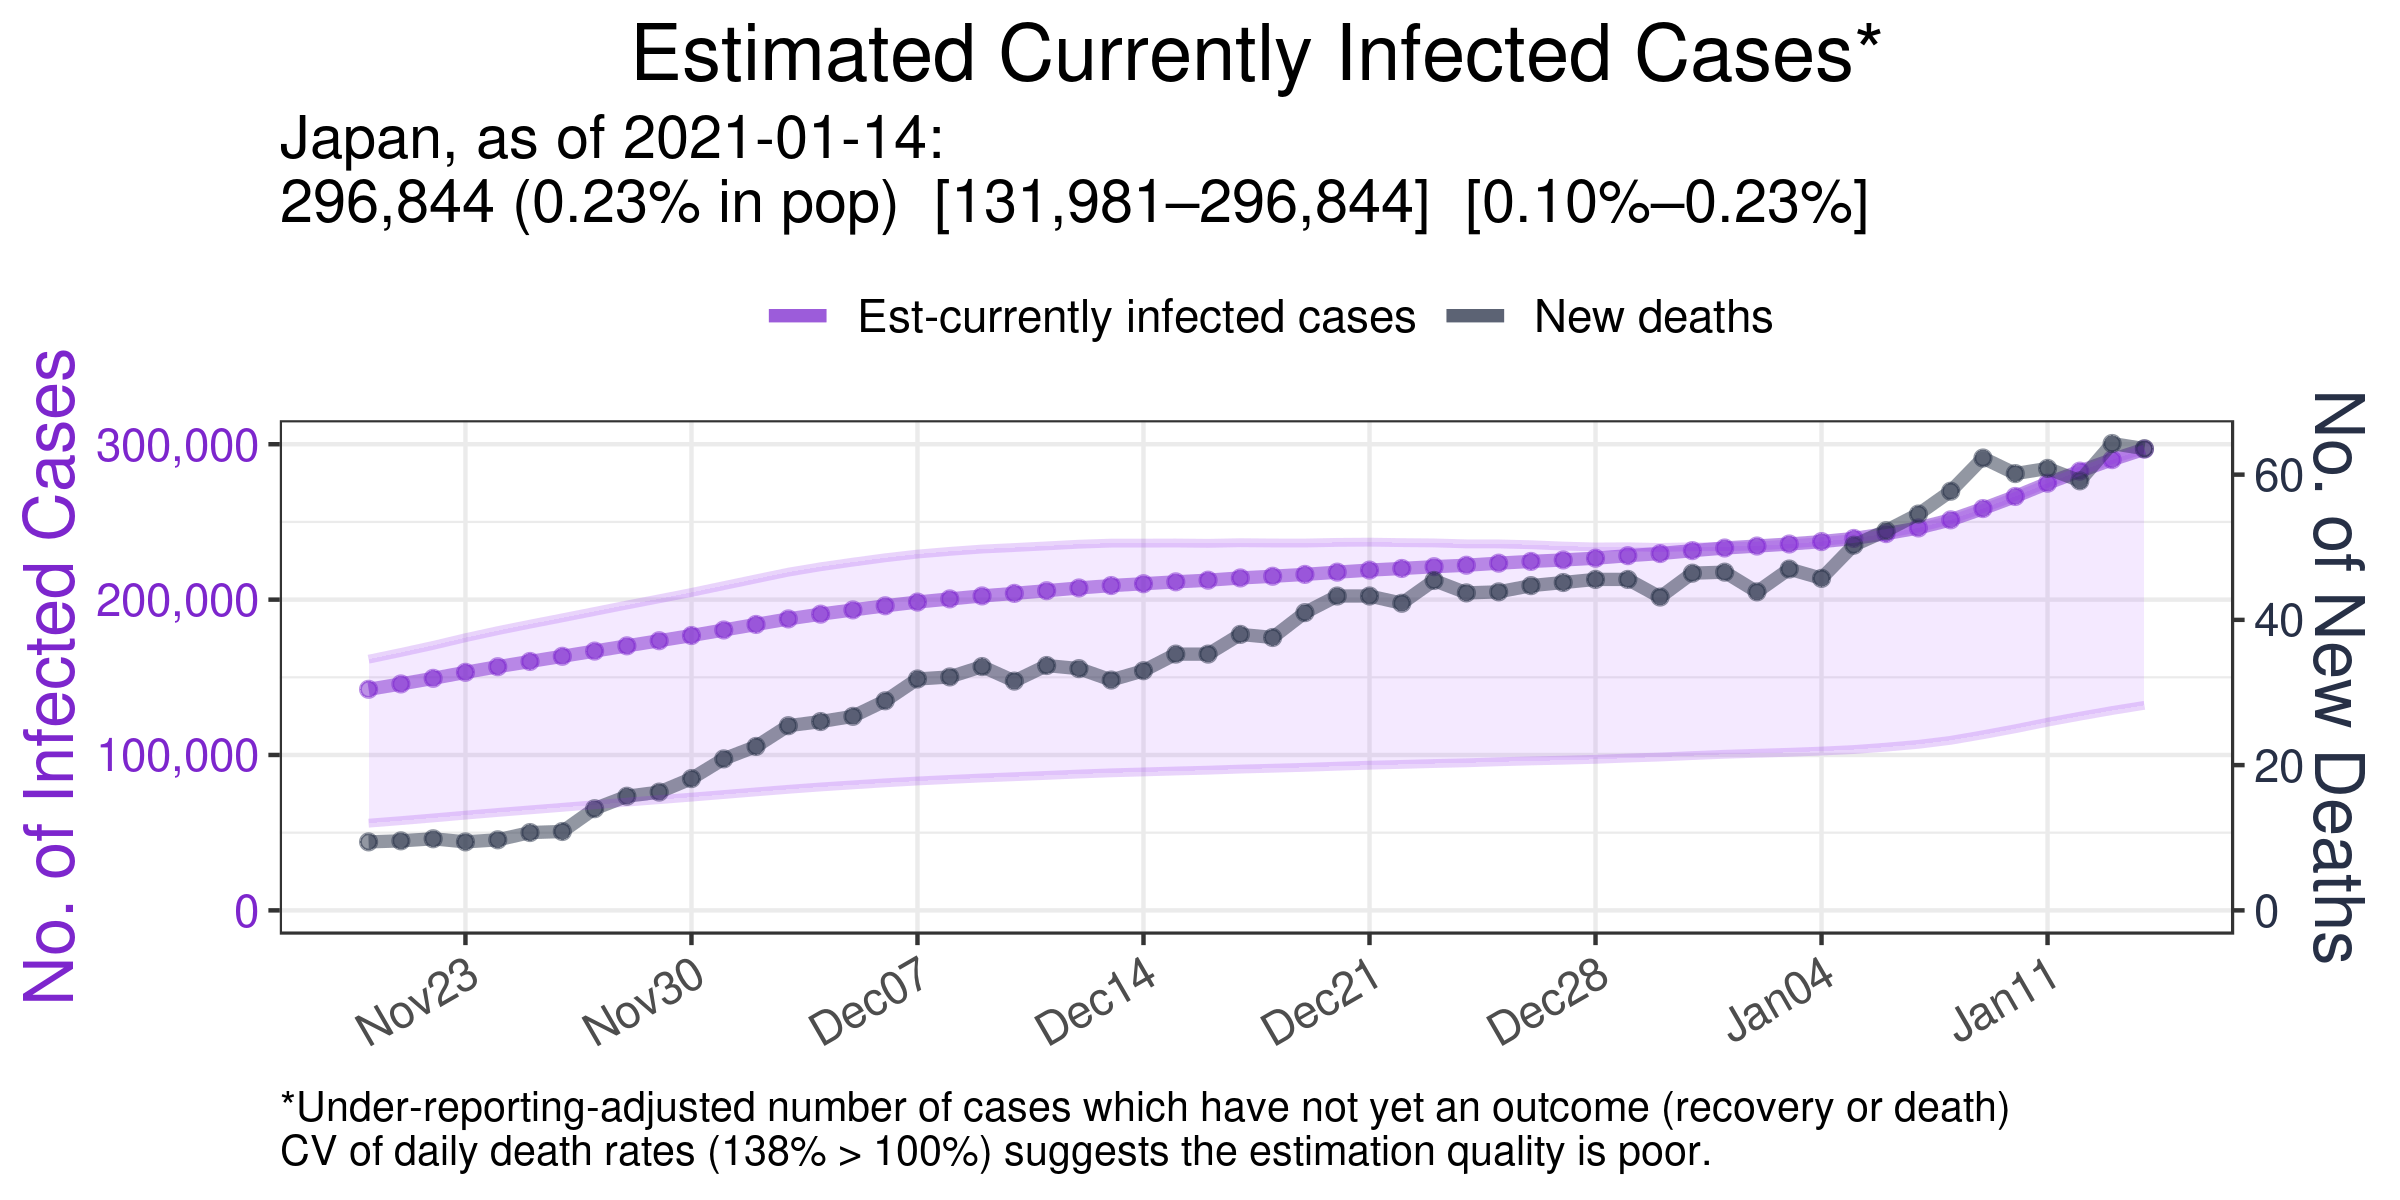 Estimated Currently Infected Cases*
Japan, as of 2021-01-14:
296,844 (0.23% in pop)  [131,981–296,844]  [0.10%–0.23%]
Est-currently infected cases
New deaths
No. of Infected Cases
300,000
200,000
100,000
0
60
40
20
0
No. of New Deaths
Nov23
Nov30
Dec07
Dec14
Dec21
Dec28
Jan04
Jan11
*Under-reporting-adjusted number of cases which have not yet an outcome (recovery or death)
CV of daily death rates (138% > 100%) suggests the estimation quality is poor.